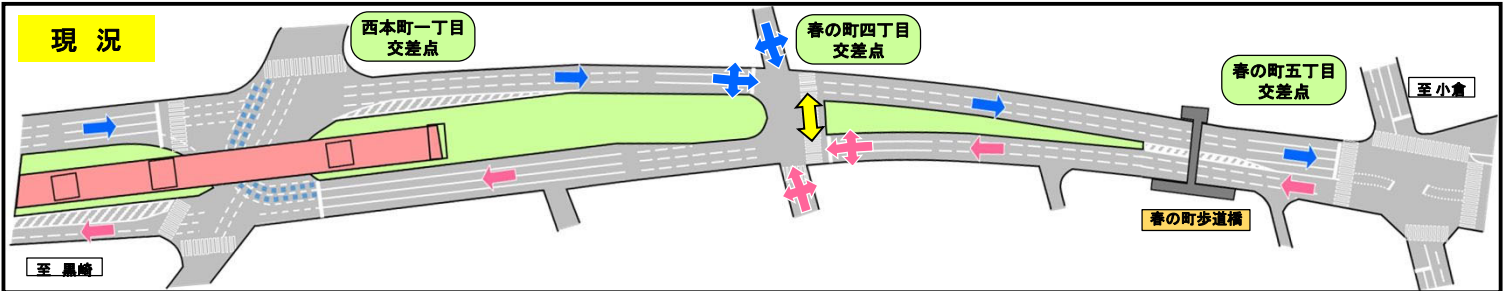 現 況
西本町一丁目
交差点
春の町四丁目
交差点
春の町五丁目
交差点
至小倉
春の町歩道橋
至 黒崎